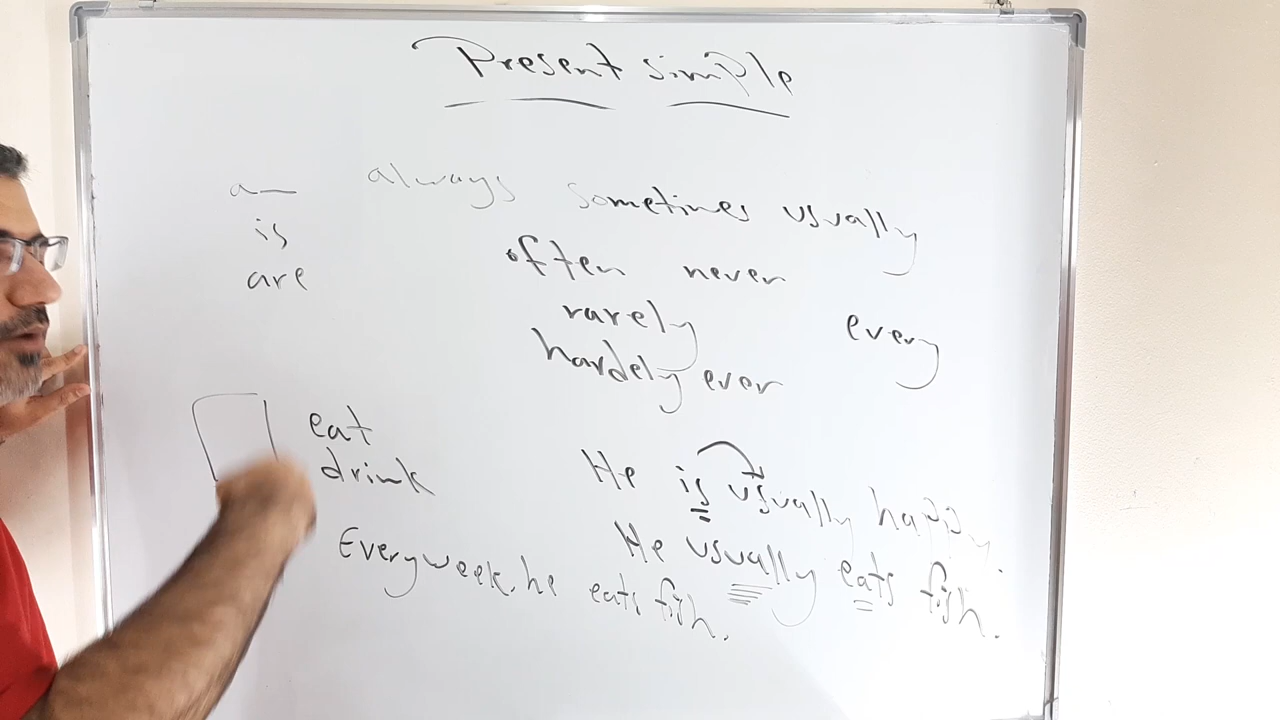 Present simple
am always sometimes usually
is
are
often never
rarely every
hardely ever
eat
drink
He is usually happy.
He usually eats fish.
Every week, he eats fish.